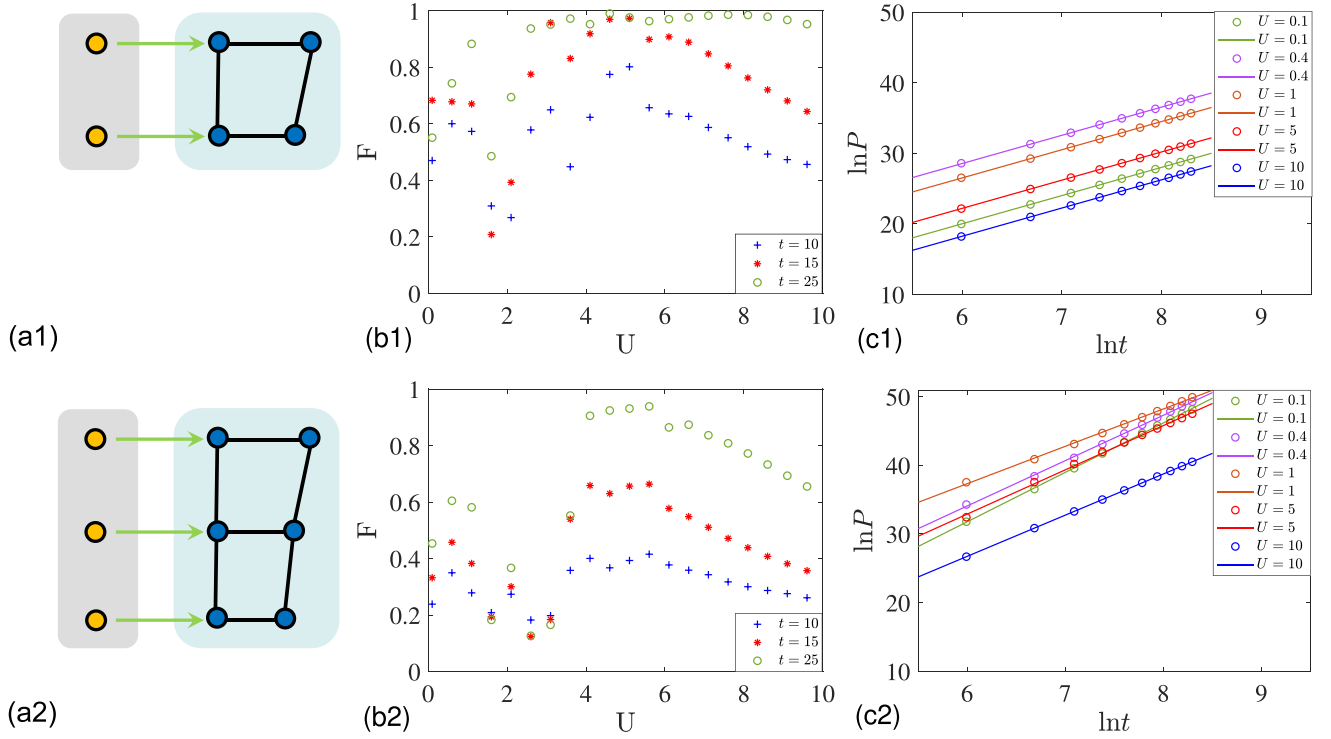 (a1)
1
0.8
0.6
0.4
0.2
0
F
0
2
4
6
8
10
U
t = 10
t = 15
t = 25
(b1)
50
40
30
20
10
lnP
6
7
8
9
lnt
U = 0.1
U = 0.1
U = 0.4
U = 0.4
U = 1
U = 1
U = 5
U = 5
U = 10
U = 10
(c1)
(a2)
1
0.8
0.6
0.4
0.2
0
F
0
2
4
6
8
10
U
t = 10
t = 15
t = 25
(b2)
50
40
30
20
10
lnP
6
7
8
9
lnt
U = 0.1
U = 0.1
U = 0.4
U = 0.4
U = 1
U = 1
U = 5
U = 5
U = 10
U = 10
(c2)